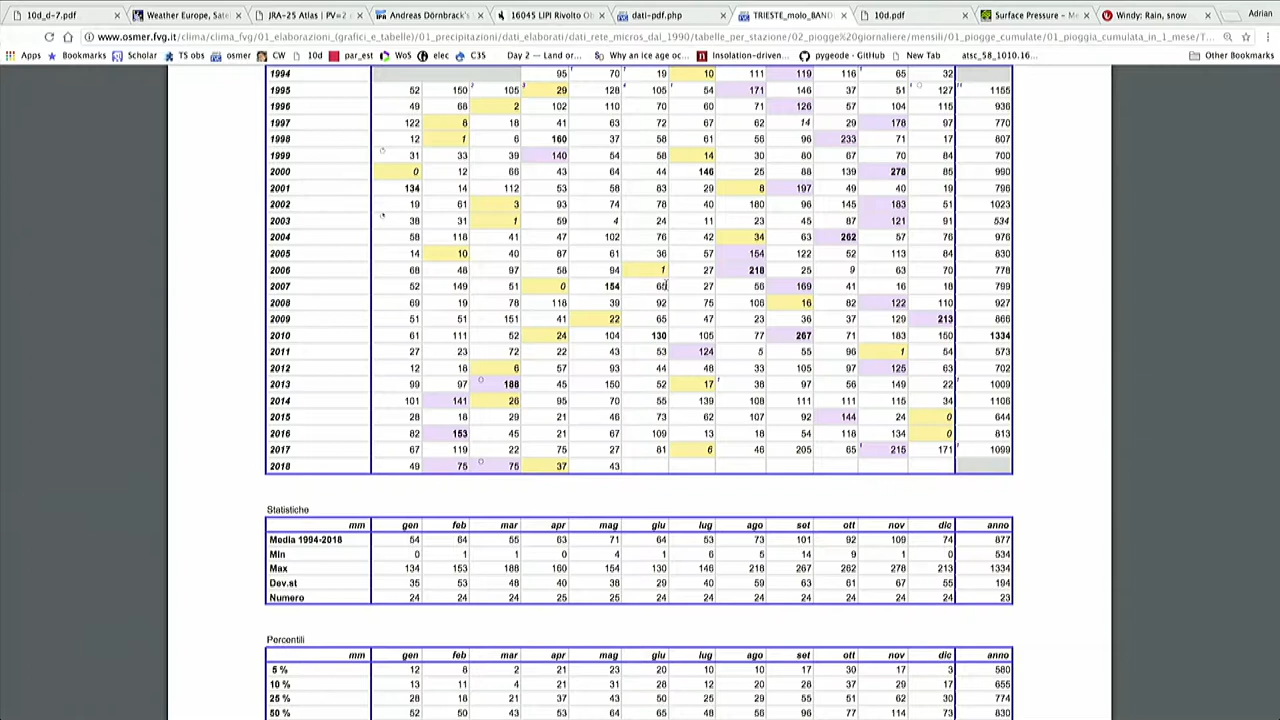 10d_d-7.pdf × Weather Europe, Sate × JRA-25 Atlas | PV=2 × Andreas Dörnbrack's × 16045 LIPI Rivolto Ob × dati-pdf.php × TRIESTE_molo_BAND × 10d.pdf × Surface Pressure - Me × Windy: Rain, snow × Adrian
www.osmer.fvg.it/clima/clima_fvg/01_elaborazioni_(grafici_e_tabelle)/01_precipitazioni/dati_elaborati/dati_rete_micros_dal_1990/tabelle_per_stazione/02_piogge%20giornaliere/mensili/01_piogge_cumulate/01_pioggia_cumulata_in_1_mese/T...
Apps Bookmarks Scholar TS obs osmer CW 10d par_est WoS elec C3S Day 2 — Land or... Why an ice age oc... Insolation-driven... pygeode · GitHub New Tab atsc_58_1010.16... Other Bookmarks
1994 95 70 19 10 111 119 116 65 32
1995 52 150 105 29 128 105 54 171 146 37 51 127 1155
1996 49 68 2 102 110 70 60 71 126 57 104 115 936
1997 122 8 18 41 63 72 67 62 14 29 178 97 770
1998 12 1 6 160 37 58 61 56 96 233 71 17 807
1999 31 33 39 140 54 58 14 30 80 67 70 84 700
2000 0 12 66 43 64 44 146 25 88 139 278 85 990
2001 134 14 112 53 58 83 29 8 197 49 40 19 796
2002 19 61 3 93 74 78 40 180 96 145 183 51 1023
2003 38 31 1 59 4 24 11 23 45 87 121 91 534
2004 58 118 41 47 102 76 42 34 63 262 57 76 976
2005 14 10 40 87 61 36 57 154 122 52 113 84 830
2006 68 48 97 58 94 1 27 218 25 9 63 70 778
2007 52 149 51 0 154 65 27 56 169 41 16 18 799
2008 69 19 78 118 39 92 75 106 16 82 122 110 927
2009 51 51 151 41 22 65 47 23 36 37 129 213 866
2010 61 111 52 24 104 130 105 77 267 71 183 150 1334
2011 27 23 72 22 43 53 124 5 55 96 1 54 573
2012 12 18 6 57 93 44 48 33 105 97 125 63 702
2013 99 97 188 45 150 52 17 38 97 56 149 22 1009
2014 101 141 26 95 70 55 139 108 111 111 115 34 1106
2015 28 18 29 21 46 73 62 107 92 144 24 0 644
2016 82 153 45 21 67 109 13 18 54 118 134 0 813
2017 67 119 22 75 27 81 6 46 205 65 215 171 1099
2018 49 75 75 37 43
Statistiche
mm gen feb mar apr mag giu lug ago set ott nov dic anno
Media 1994-2018 54 64 55 63 71 64 53 73 101 92 109 74 877
Min 0 1 1 0 4 1 6 5 14 9 1 0 534
Max 134 153 188 160 154 130 146 218 267 262 278 213 1334
Dev.st 35 53 48 40 38 29 40 59 63 61 67 55 194
Numero 24 24 24 25 25 24 24 24 24 24 24 24 23
Percentili
mm gen feb mar apr mag giu lug ago set ott nov dic anno
5 % 12 8 2 21 23 20 10 10 17 30 17 3 580
10 % 13 11 4 21 31 28 12 20 28 37 29 17 655
25 % 28 18 21 37 43 50 25 29 55 51 62 30 774
50 % 52 50 43 53 64 65 48 56 96 77 114 73 830